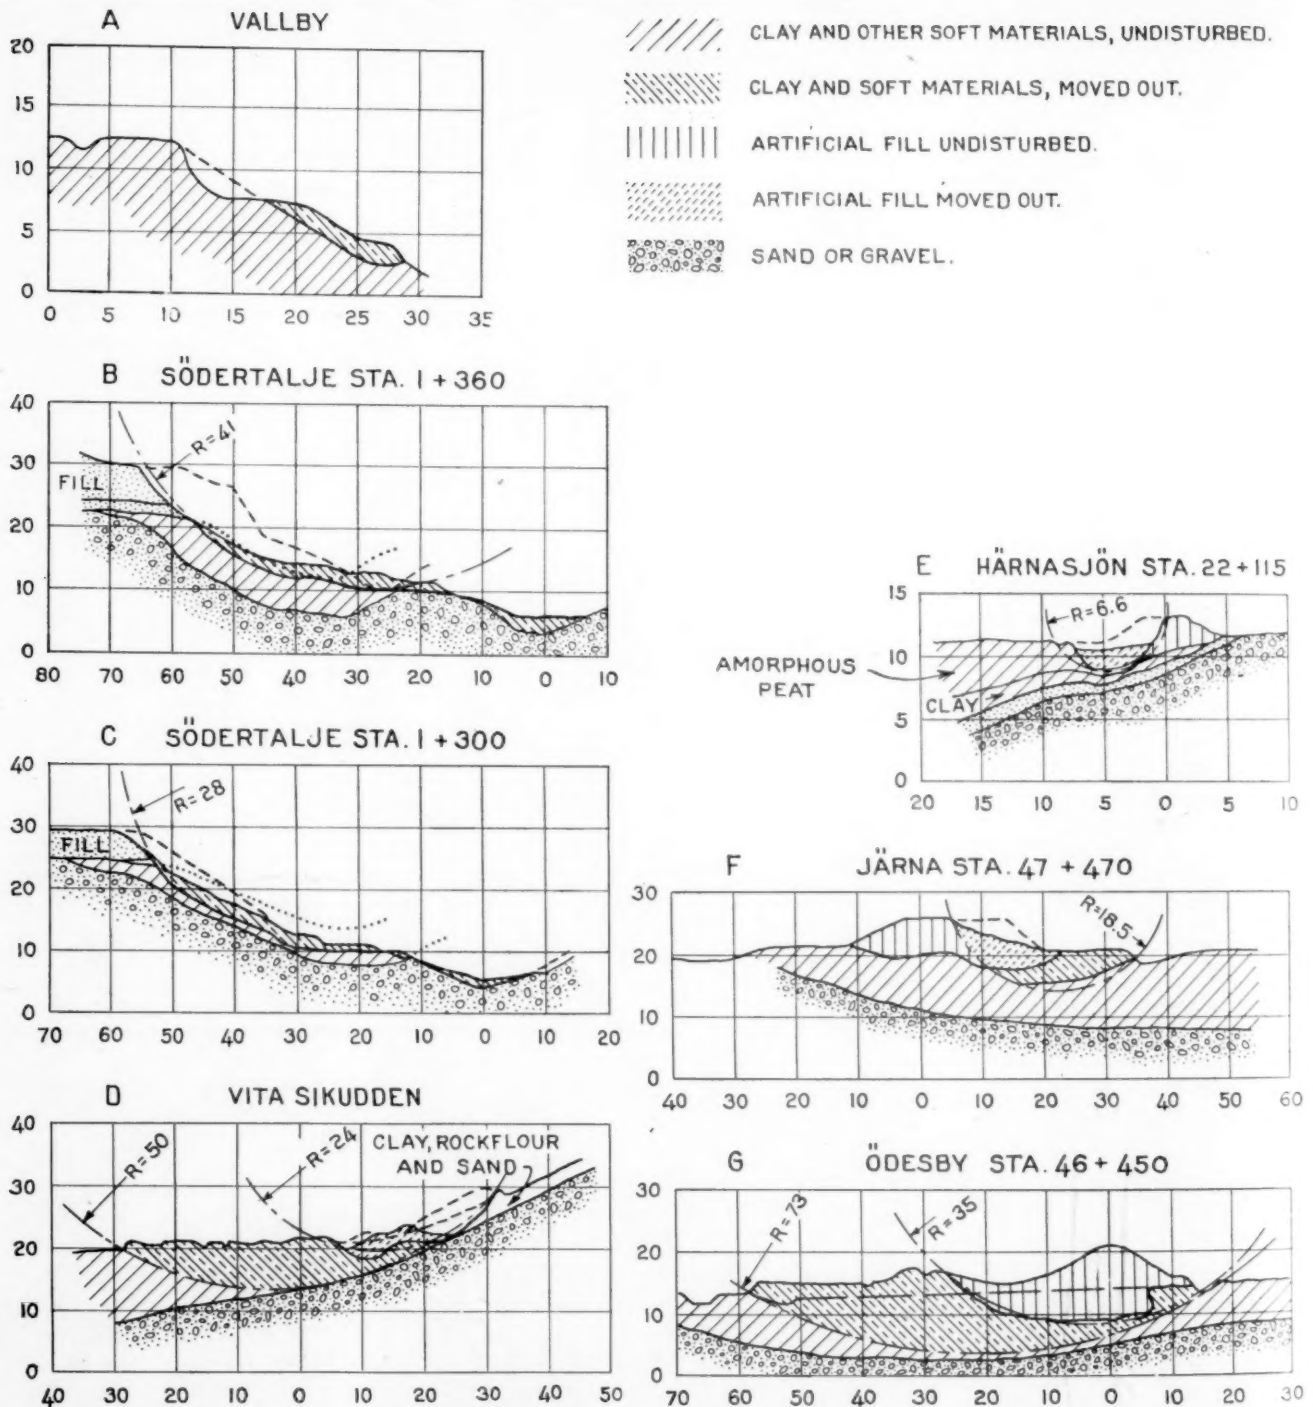 A VALLBY
20
15
10
5
0
0 5 10 15 20 25 30 35
CLAY AND OTHER SOFT MATERIALS, UNDISTURBED.
CLAY AND SOFT MATERIALS, MOVED OUT.
ARTIFICIAL FILL UNDISTURBED.
ARTIFICIAL FILL MOVED OUT.
SAND OR GRAVEL.
B SÖDERTALJE STA. 1 + 360
40
R=41
30
FILL
20
10
0
80 70 60 50 40 30 20 10 0 10
C SÖDERTALJE STA. 1 + 300
40
R=28
30
FILL
20
10
0
70 60 50 40 30 20 10 0 10 20
D VITA SIKUDDEN
40
R=50
R=24
CLAY, ROCKFLOUR
AND SAND
30
20
10
0
40 30 20 10 0 10 20 30 40 50
E HÄRNASJÖN STA. 22 + 115
15
R=6.6
10
AMORPHOUS
PEAT
CLAY
5
0
20 15 10 5 0 5 10
F JÄRNA STA. 47 + 470
30
R=18.5
20
10
0
40 30 20 10 0 10 20 30 40 50 60
G ÖDESBY STA. 46 + 450
30
R=73
R=35
20
10
0
70 60 50 40 30 20 10 0 10 20 30